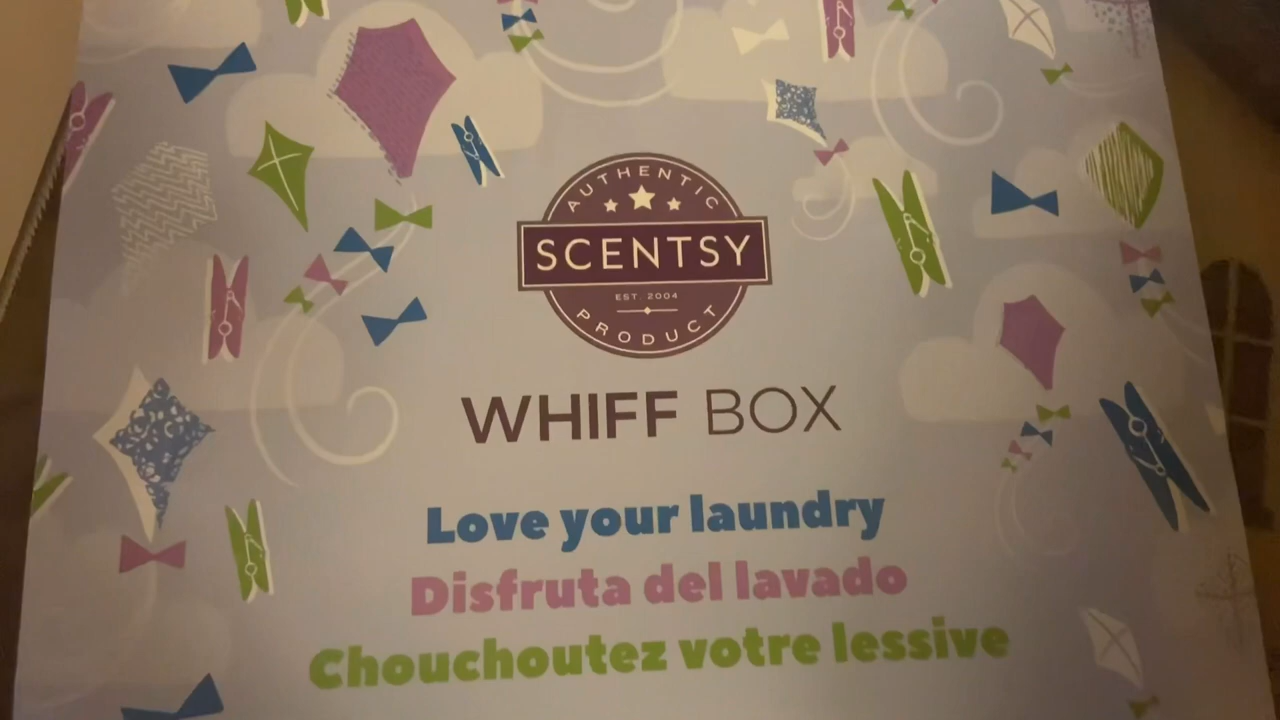 AUTHENTIC
SCENTSY
EST. 2004
PRODUCT
WHIFF BOX
Love your laundry
Disfruta del lavado
Chouchoutez votre lessive